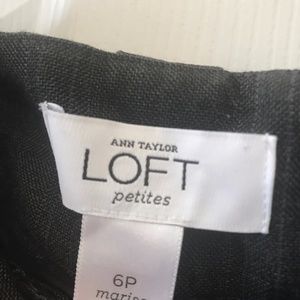 ANN TAYLOR
LOFT
petites
6P